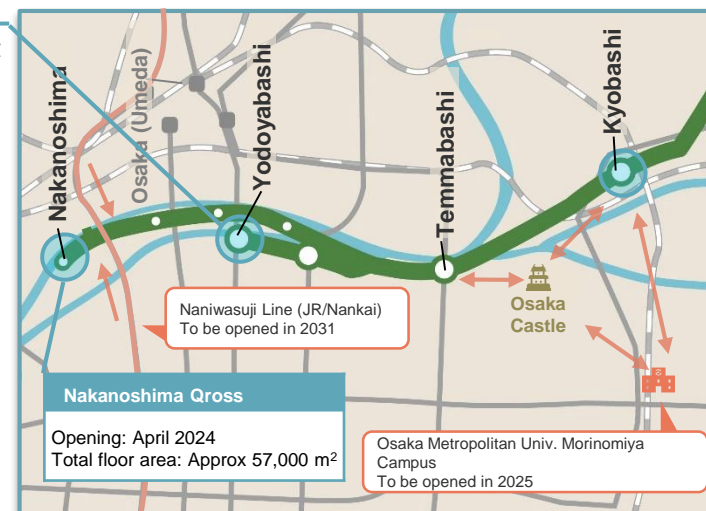 Nakanoshima
Osaka (Umeda)
Yodoyabashi
Temmabashi
Kyobashi
Osaka
Castle
Naniwasuji Line (JR/Nankai)
To be opened in 2031
Nakanoshima Qross
Opening: April 2024
Total floor area: Approx 57,000 m²
Osaka Metropolitan Univ. Morinomiya
Campus
To be opened in 2025